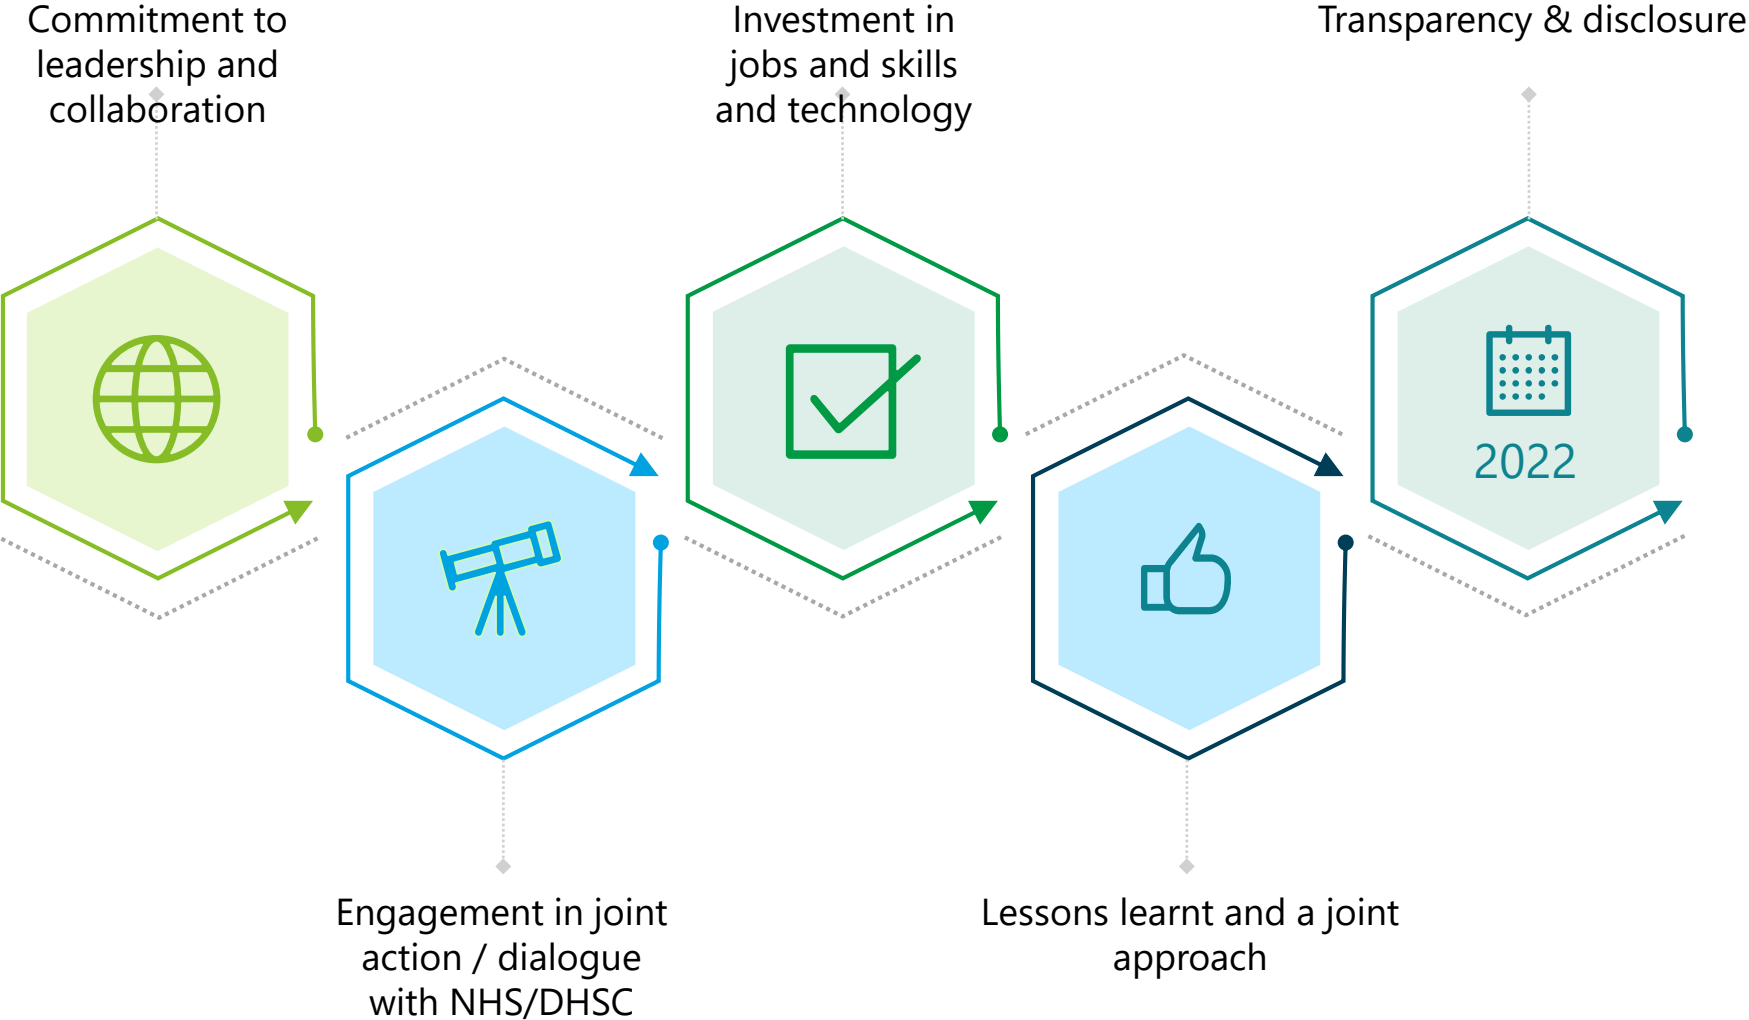 Commitment to
leadership and
collaboration
Engagement in joint
action / dialogue
with NHS/DHSC
Investment in
jobs and skills
and technology
Lessons learnt and a joint
approach
Transparency & disclosure
2022